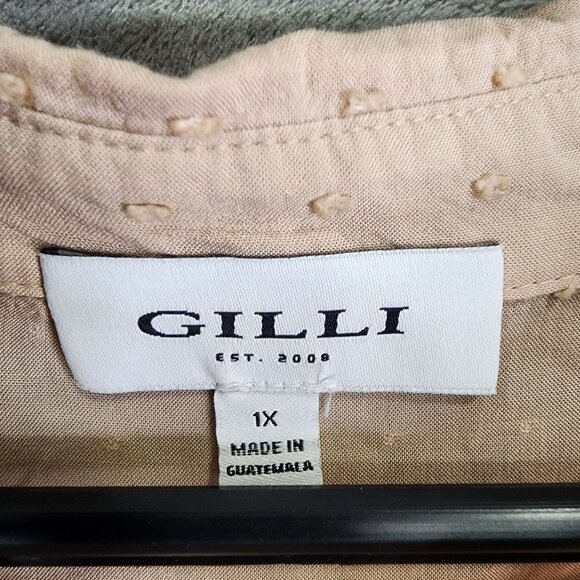 GILLI
EST. 2008
1X
MADE IN
GUATEMALA